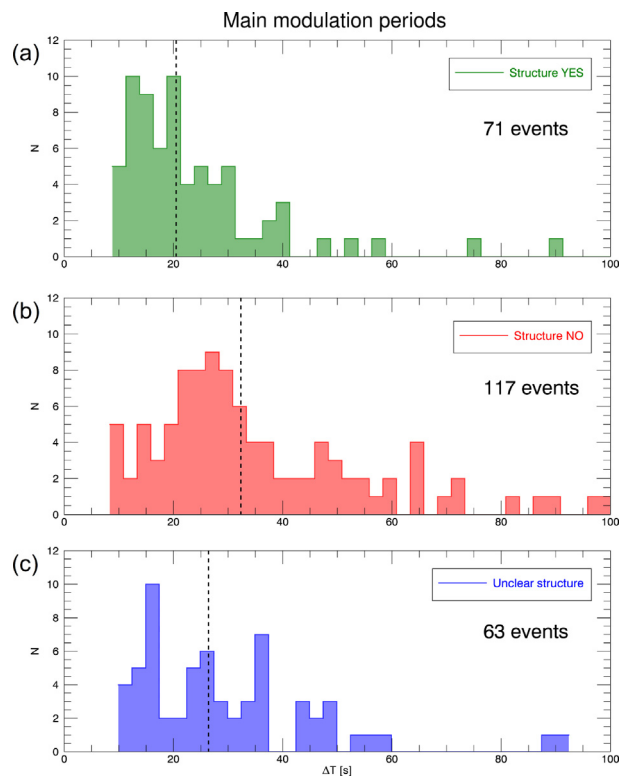 Main modulation periods
(a)
12
10
8
6
4
2
0
N
Structure YES
71 events
0 20 40 60 80 100
(b)
12
10
8
6
4
2
0
N
Structure NO
117 events
0 20 40 60 80 100
(c)
12
10
8
6
4
2
0
N
Unclear structure
63 events
0 20 40 60 80 100
ΔT [s]